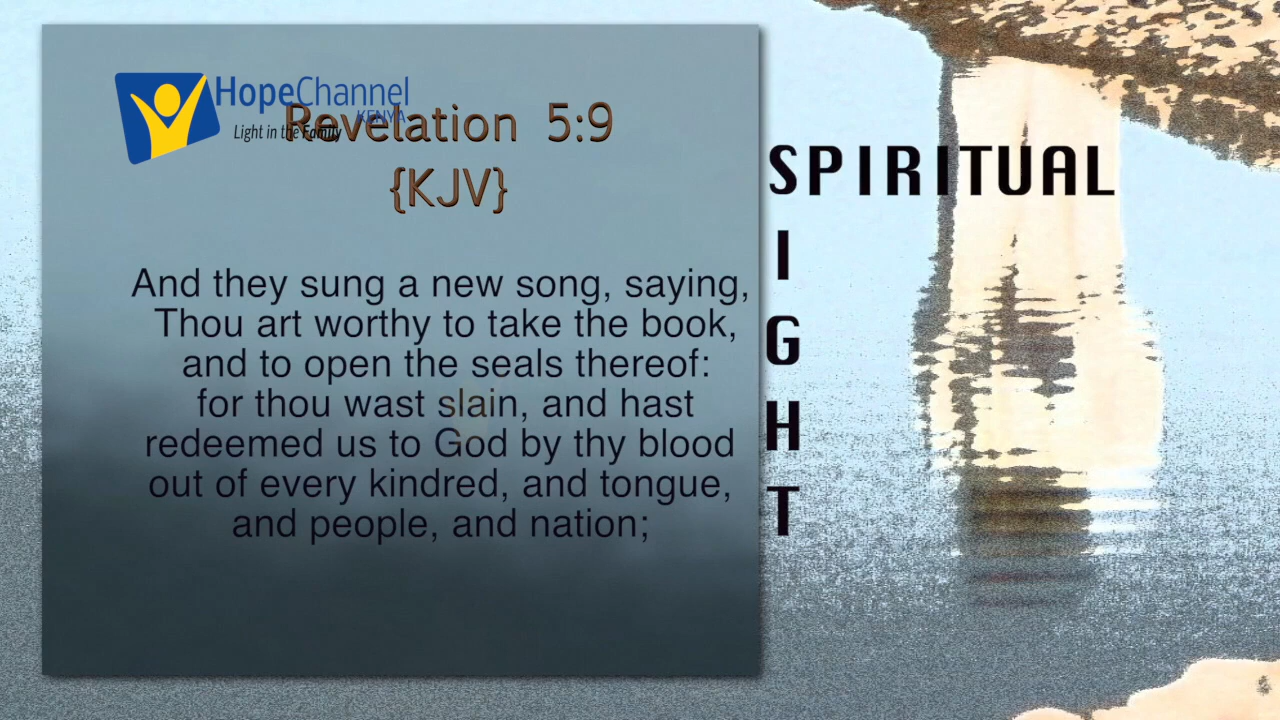 HopeChannel
KENYA
Light in the Family
Revelation 5:9
{KJV}
And they sung a new song, saying,
Thou art worthy to take the book,
and to open the seals thereof:
for thou wast slain, and hast
redeemed us to God by thy blood
out of every kindred, and tongue,
and people, and nation;
SPIRITUAL
I
G
H
T